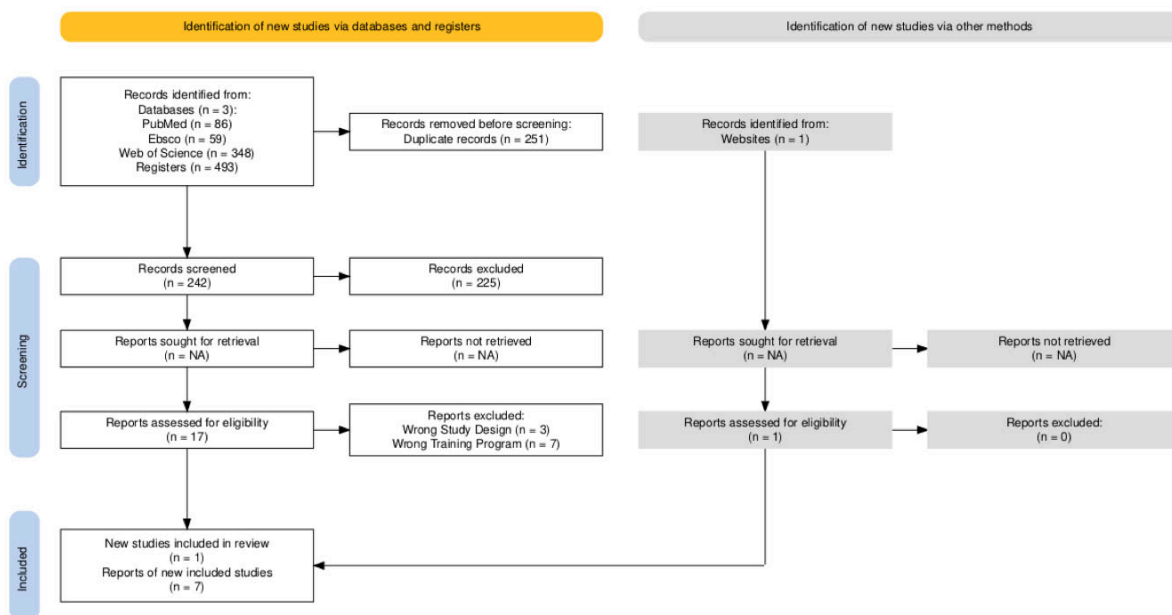 Identification of new studies via databases and registers
Identification of new studies via other methods
Identification
Records identified from:
Databases (n = 3):
PubMed (n = 86)
Ebsco (n = 59)
Web of Science (n = 348)
Registers (n = 493)
Records removed before screening:
Duplicate records (n = 251)
Records identified from:
Websites (n = 1)
Screening
Records screened
(n = 242)
Records excluded
(n = 225)
Reports sought for retrieval
(n = NA)
Reports not retrieved
(n = NA)
Reports sought for retrieval
(n = NA)
Reports not retrieved
(n = NA)
Reports assessed for eligibility
(n = 17)
Reports excluded:
Wrong Study Design (n = 3)
Wrong Training Program (n = 7)
Reports assessed for eligibility
(n = 1)
Reports excluded:
(n = 0)
Included
New studies included in review
(n = 1)
Reports of new included studies
(n = 7)